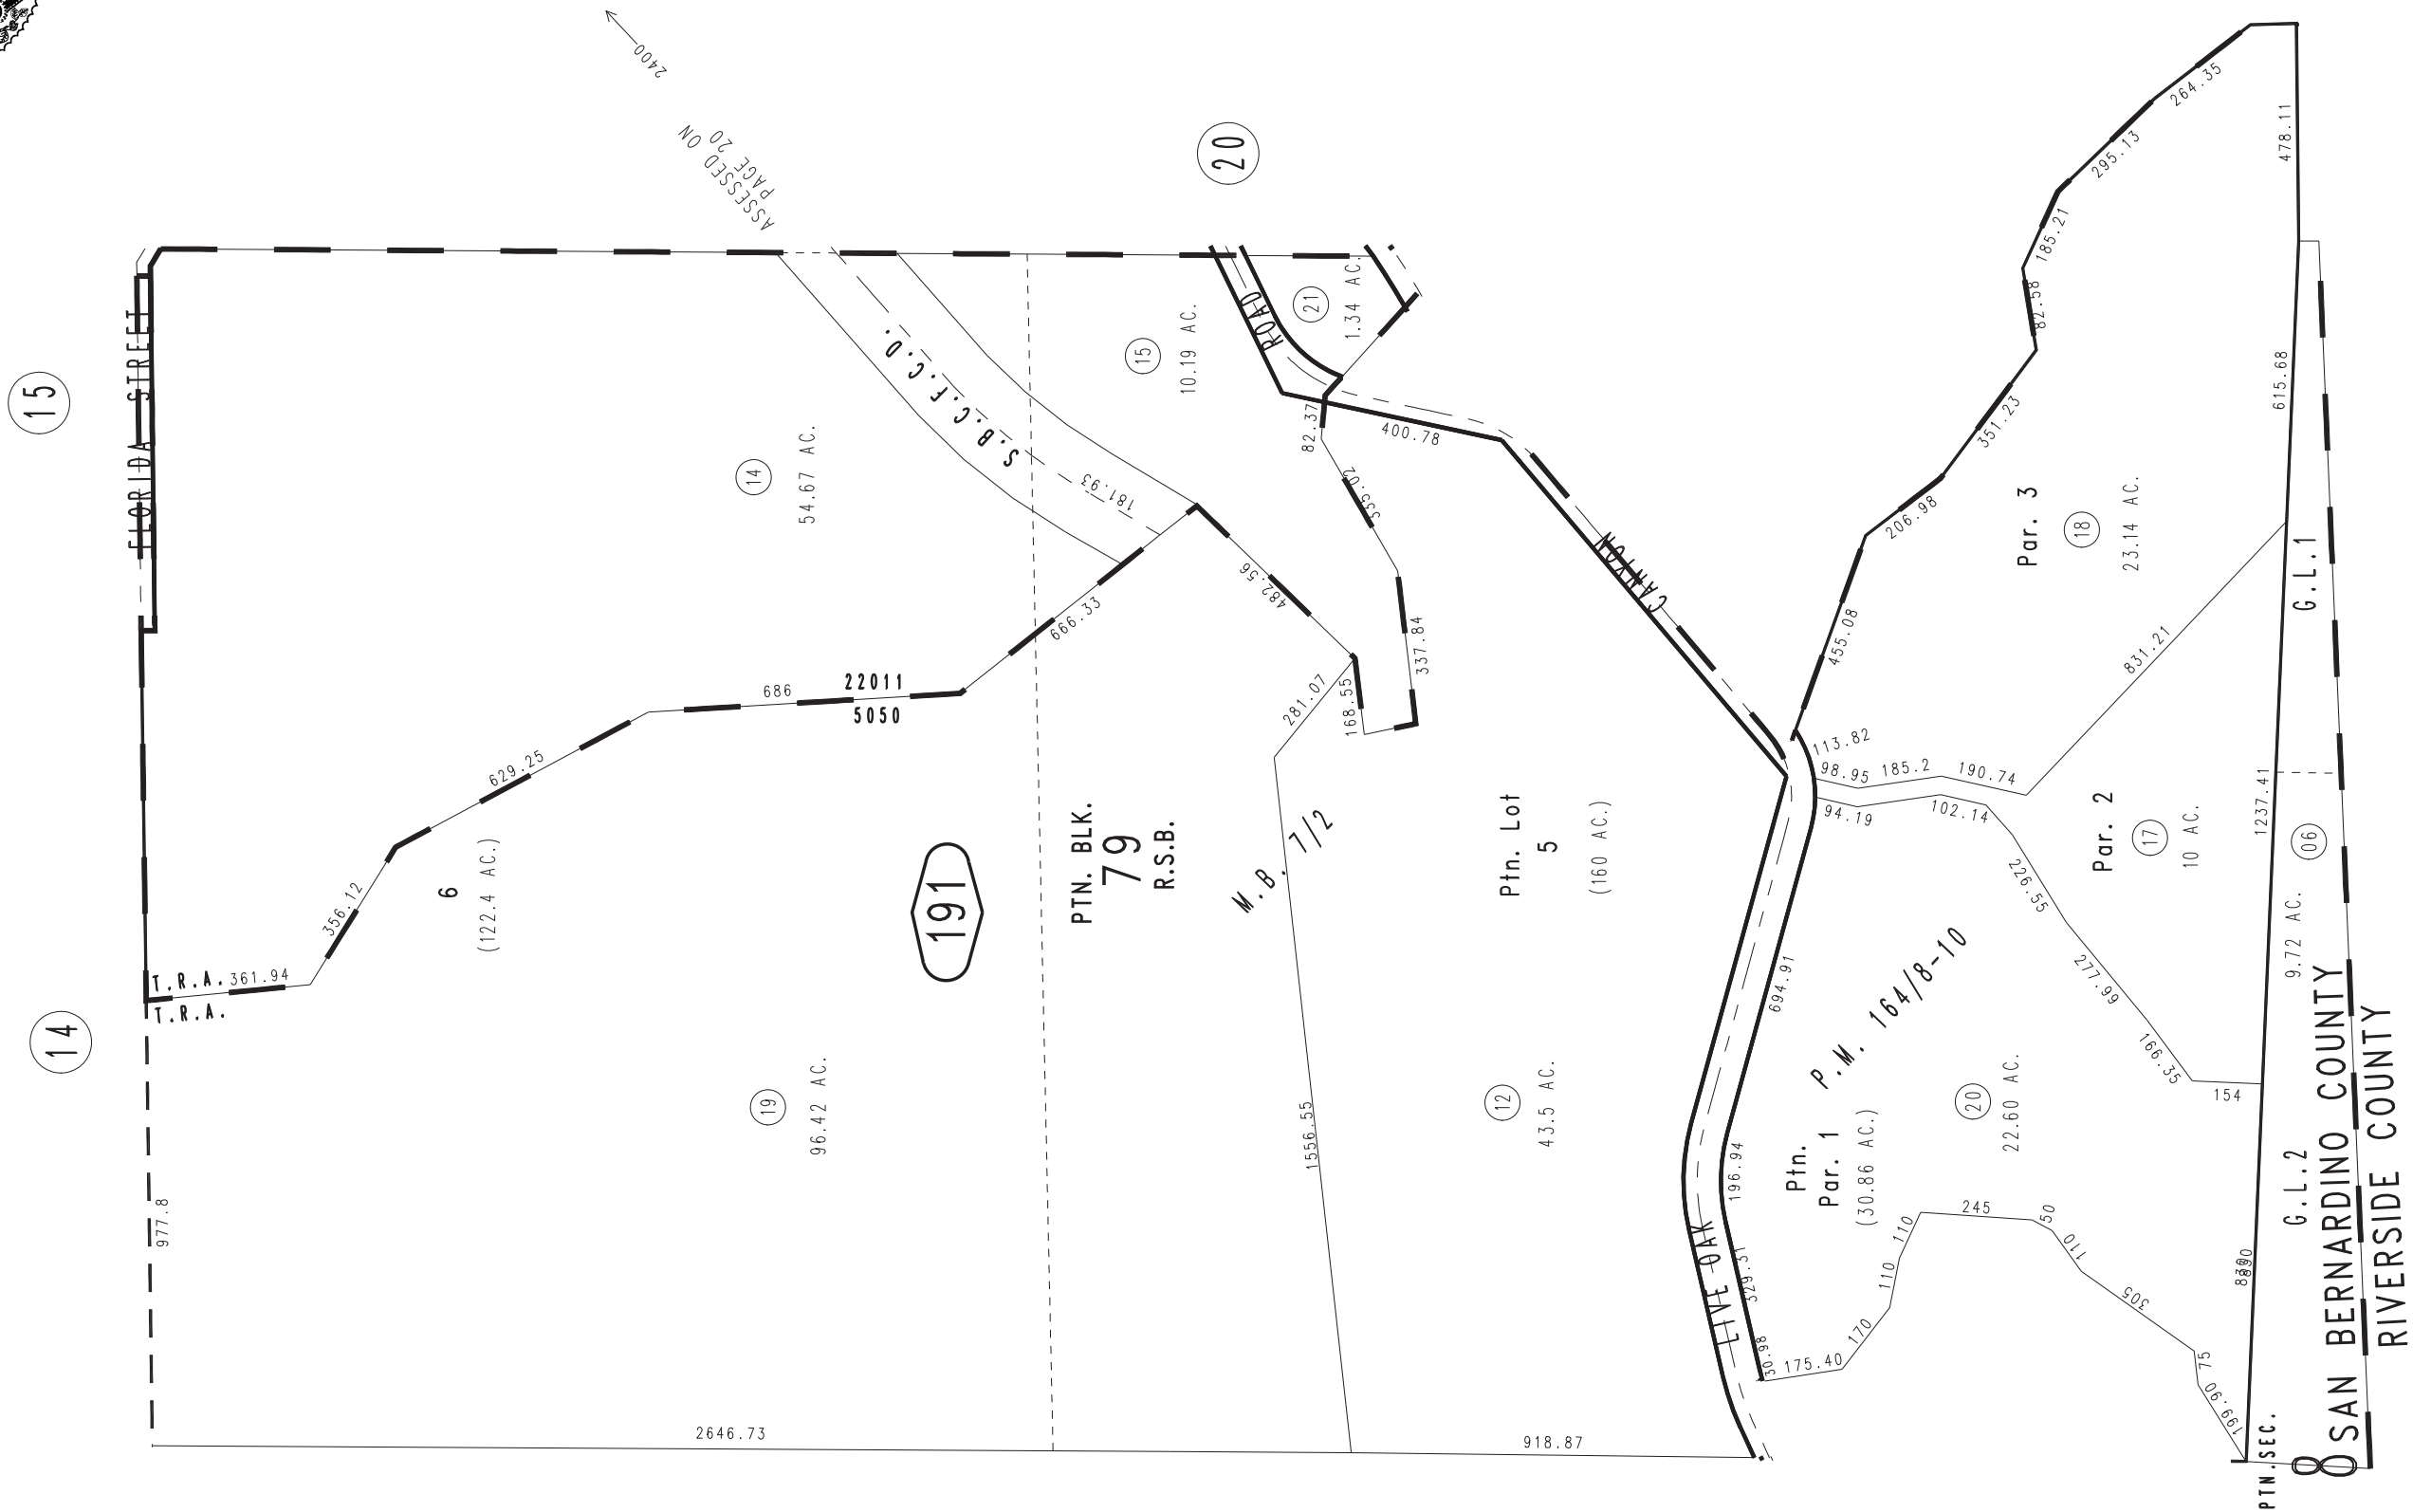 2400
ASSESSED ON
PAGE 20
15
FLORIDA STREET
20
14
54.67 AC.
S.B.C.F.C.D.
181.93
15
10.19 AC.
ROAD
21
1.34 AC.
82.37
400.78
482.56
337.84
168.55
281.07
666.33
686
22011
5050
629.25
356.12
T.R.A.
361.94
T.R.A.
14
6
(122.4 AC.)
191
PTN. BLK.
79
R.S.B.
M.B. 7/2
Ptn. Lot
5
(160 AC.)
CANYON
19
96.42 AC.
977.8
2646.73
1556.55
12
43.5 AC.
918.87
LIVE OAK
694.91
196.94
30.98
175.40
170
110
110
245
50
110
305
75
199.90
Ptn.
Par. 1
(30.86 AC.)
P.M. 164/8-10
20
22.60 AC.
113.82
98.95
185.2
190.74
94.19
102.14
226.55
277.99
166.35
154
831.21
Par. 2
17
10 AC.
Par. 3
18
23.14 AC.
455.08
206.98
351.23
82.58
185.21
295.13
264.35
478.11
615.68
1237.41
G.L.1
06
9.72 AC.
G.L.2
PTN.SEC.
8
SAN BERNARDINO COUNTY
RIVERSIDE COUNTY